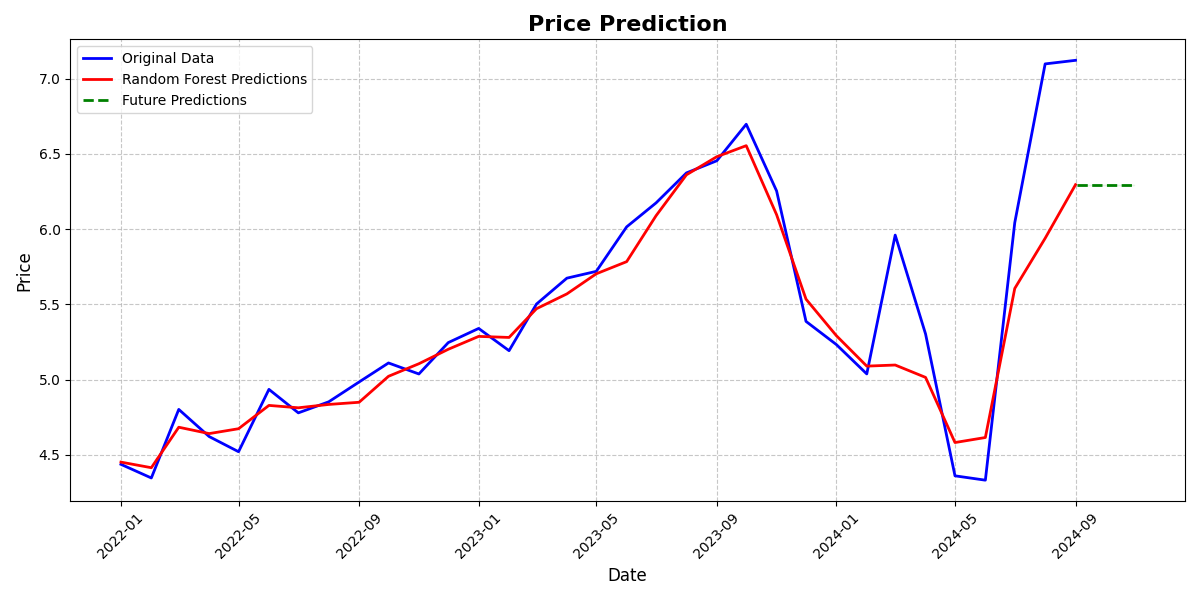 Price Prediction
Original Data
Random Forest Predictions
Future Predictions
Price
7.0
6.5
6.0
5.5
5.0
4.5
2022-01
2022-05
2022-09
2023-01
2023-05
2023-09
2024-01
2024-05
2024-09
Date